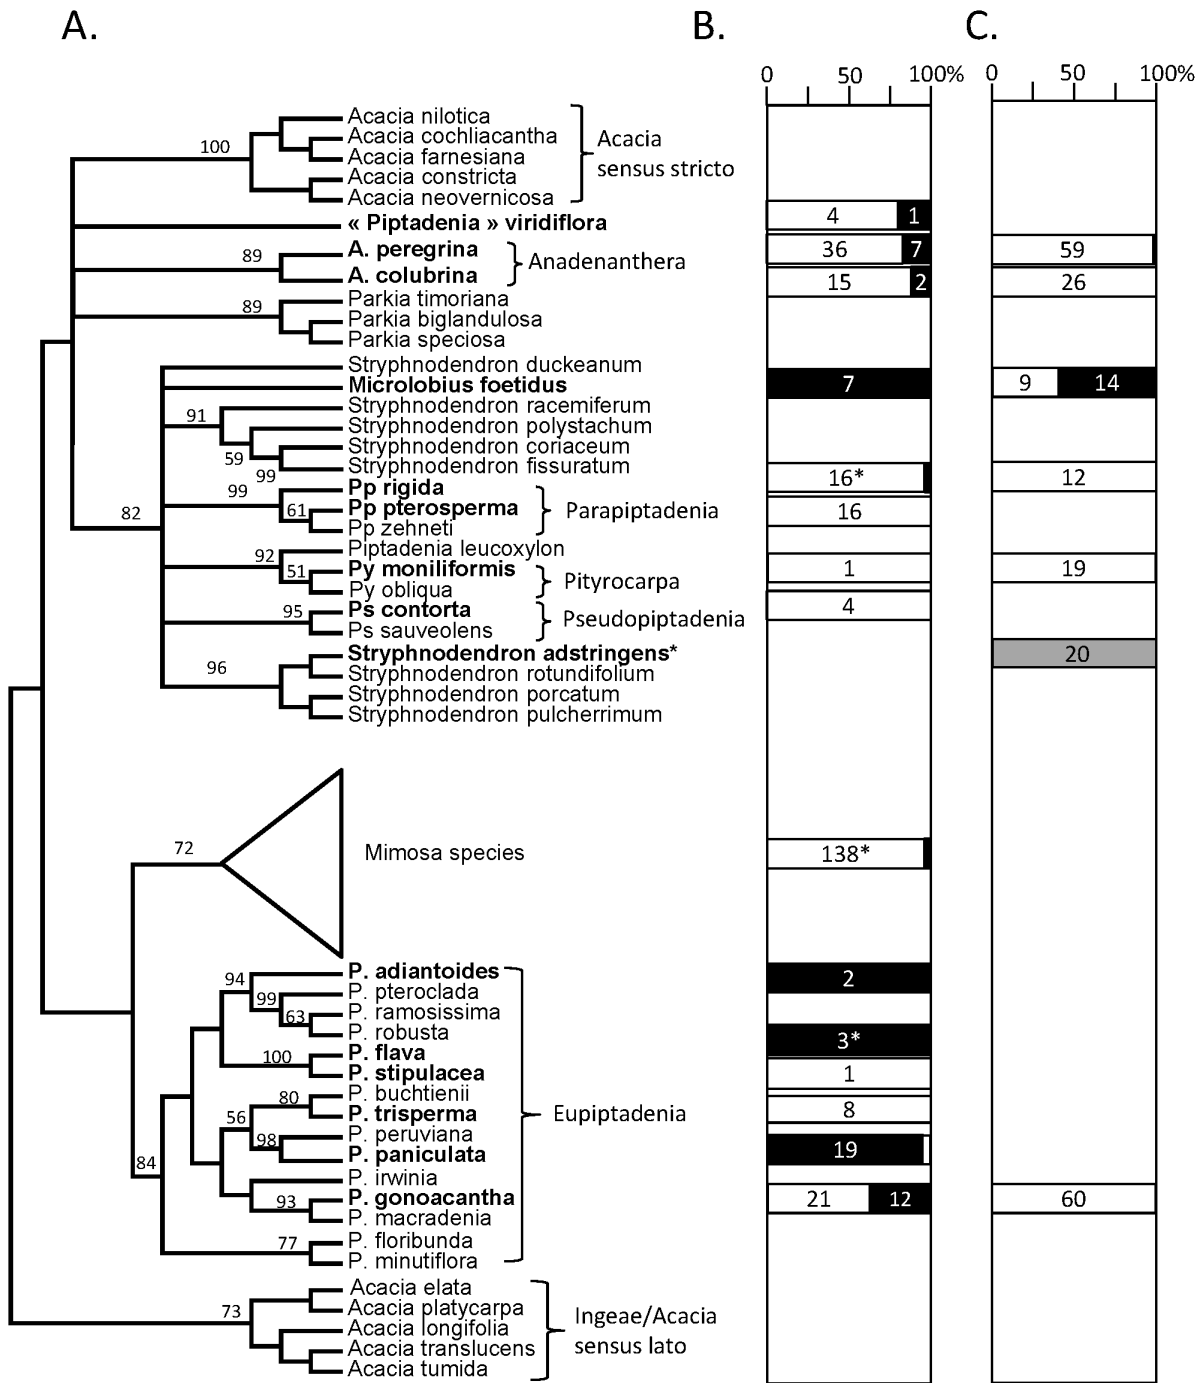 A.
B.
C.
0 50 100%
0 50 100%
100
Acacia nilotica
Acacia cochliacantha
Acacia farnesiana
Acacia constricta
Acacia neovernicosa
Acacia
sensus stricto
« Piptadenia » viridiflora
4 1
89
A. peregrina
A. colubrina
Anadenanthera
36 7
59
15 2
26
89
Parkia timoriana
Parkia biglandulosa
Parkia speciosa
82
Stryphnodendron duckeanum
Microlobius foetidus
7
9 14
91
Stryphnodendron racemiferum
Stryphnodendron polystachum
59
Stryphnodendron coriaceum
99
Stryphnodendron fissuratum
16*
12
99
Pp rigida
61
Pp pterosperma
Pp zehneti
Parapiptadenia
16
92
Piptadenia leucoxylon
51
Py moniliformis
Py obliqua
Pityrocarpa
1
19
95
Ps contorta
Ps sauveolens
Pseudopiptadenia
4
96
Stryphnodendron adstringens*
20
Stryphnodendron rotundifolium
Stryphnodendron porcatum
Stryphnodendron pulcherrimum
72
Mimosa species
138*
84
94
P. adiantoides
2
99
P. pteroclada
63
P. ramosissima
P. robusta
3*
100
P. flava
P. stipulacea
1
80
P. buchtienii
56
P. trisperma
8
Eupiptadenia
98
P. peruviana
P. paniculata
19
P. irwinia
93
P. gonoacantha
21 12
60
P. macradenia
77
P. floribunda
P. minutiflora
73
Acacia elata
Acacia platycarpa
Acacia longifolia
Acacia translucens
Acacia tumida
Ingeae/Acacia
sensus lato